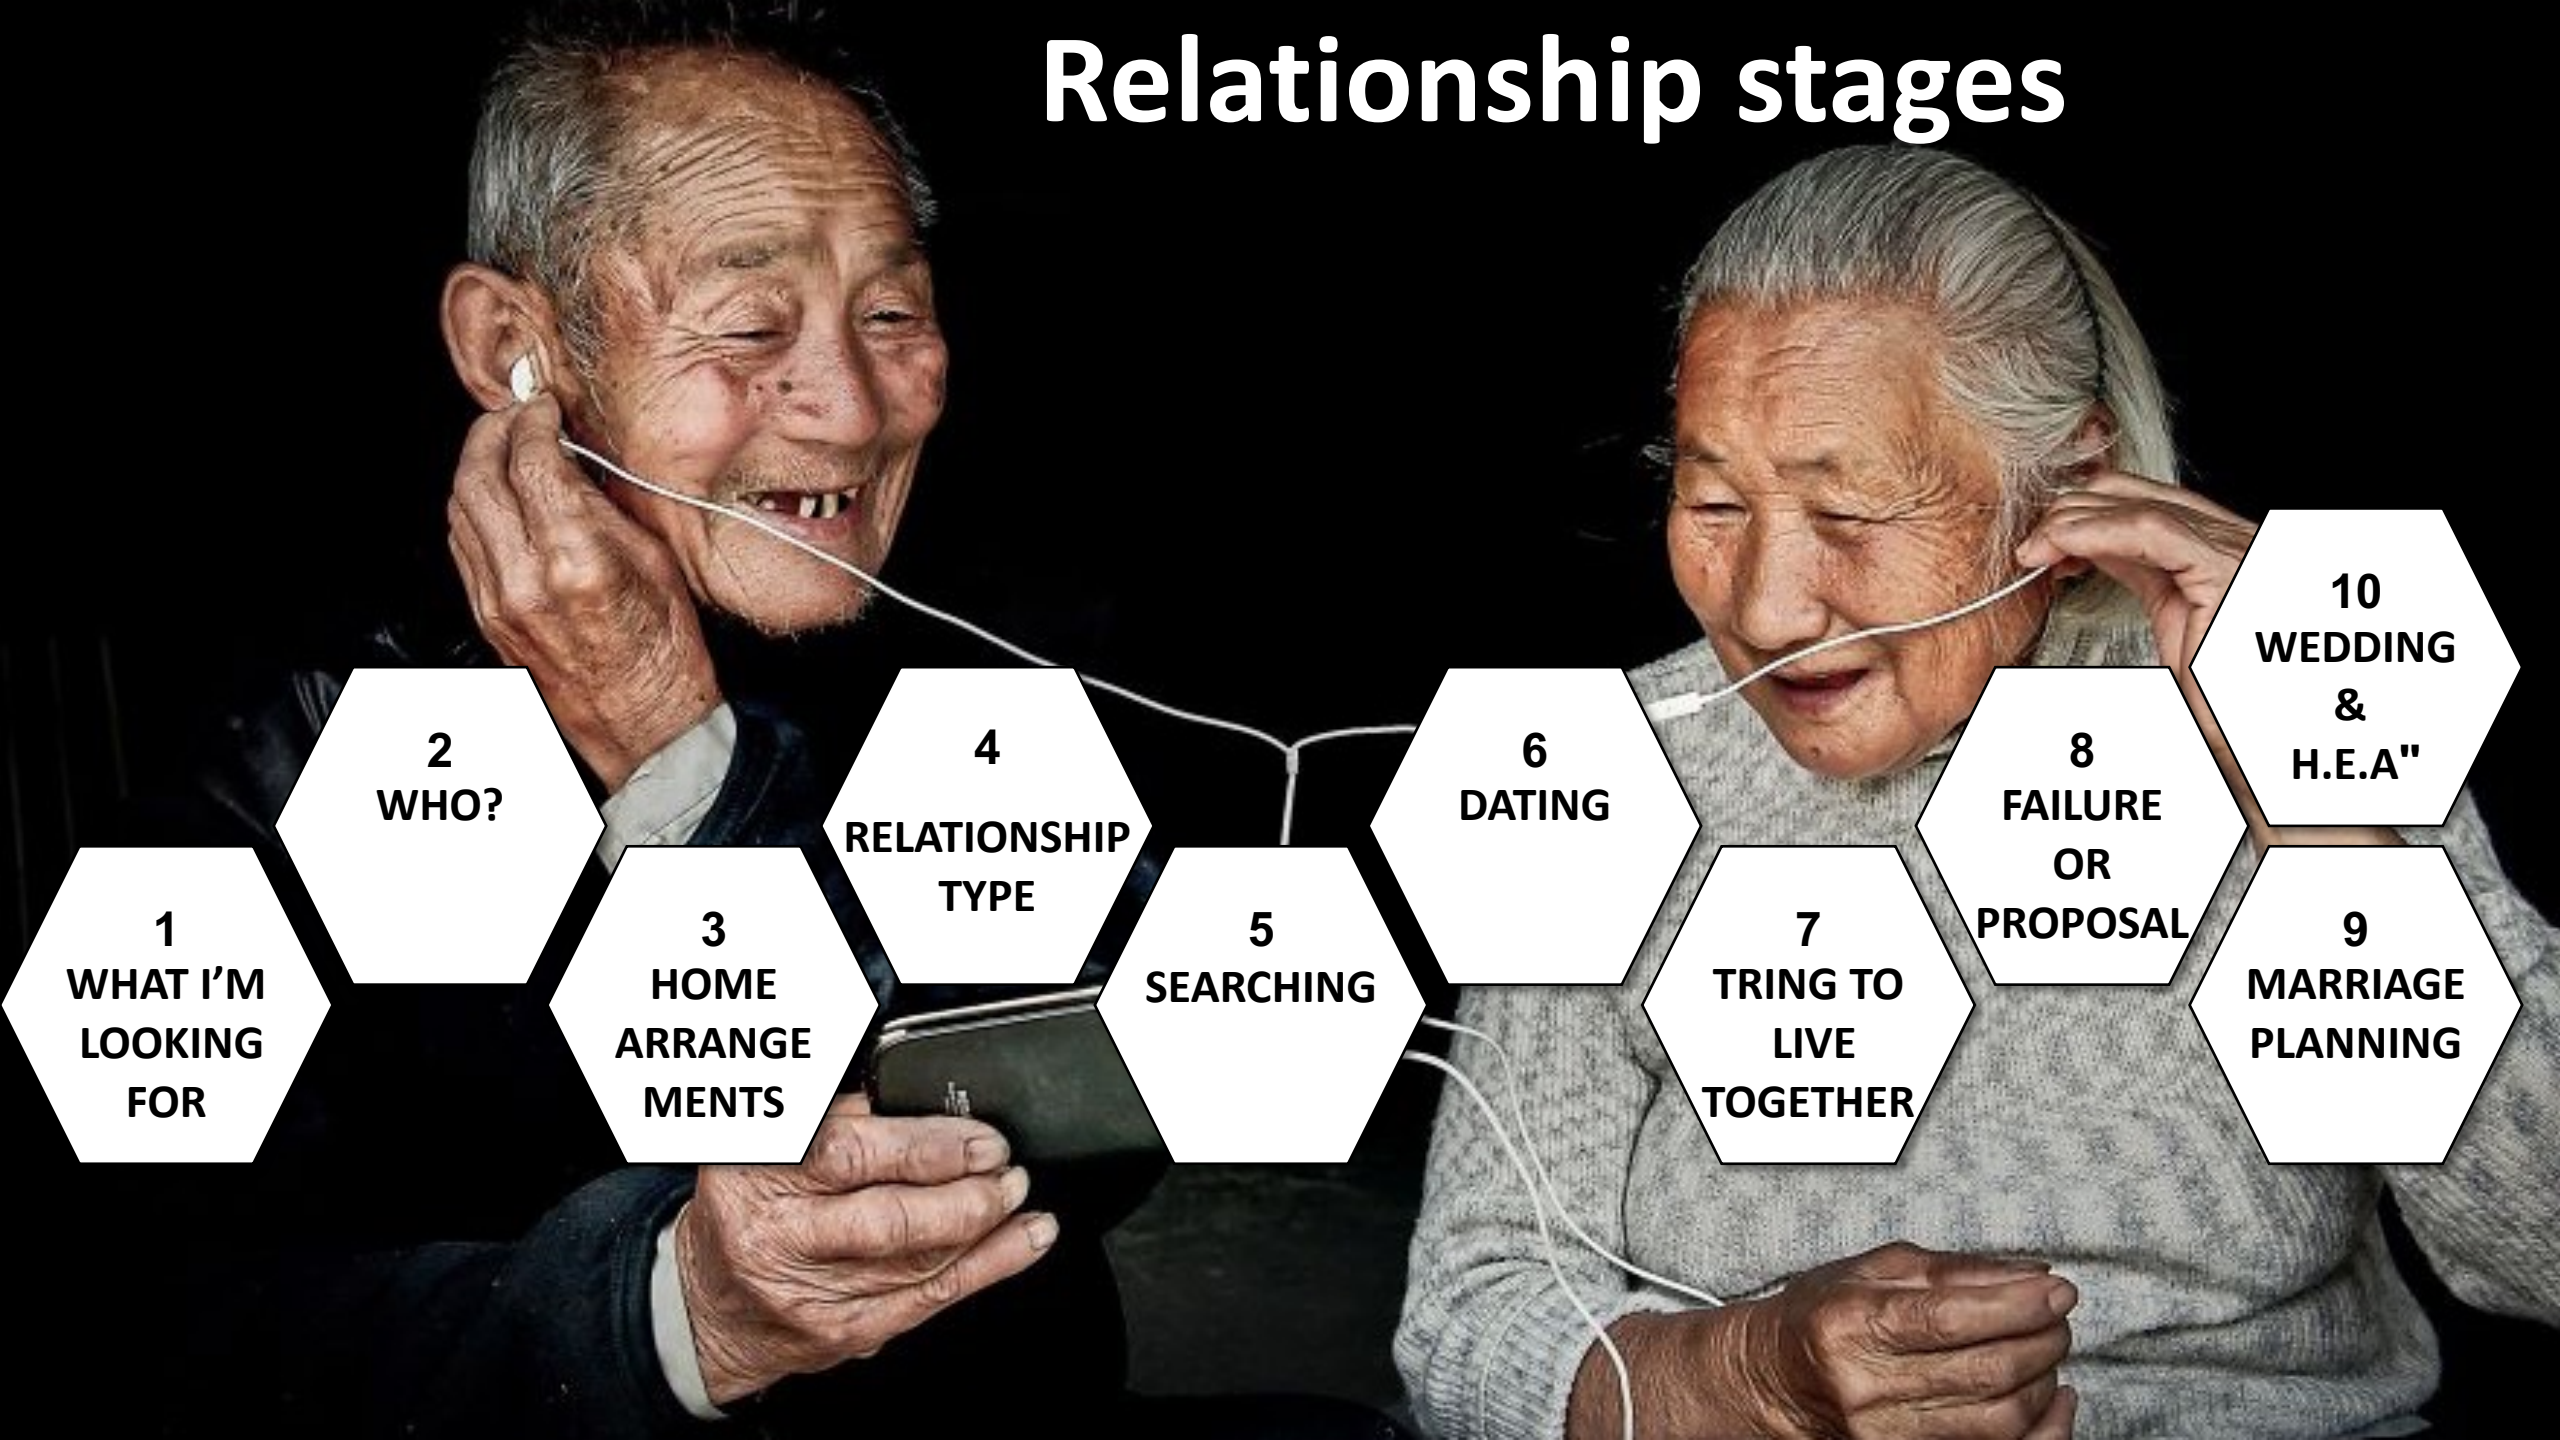 Relationship stages
1
WHAT I’M
LOOKING
FOR
2
WHO?
3
HOME
ARRANGE
MENTS
4
RELATIONSHIP
TYPE
5
SEARCHING
6
DATING
7
TRING TO
LIVE
TOGETHER
8
FAILURE
OR
PROPOSAL
9
MARRIAGE
PLANNING
10
WEDDING
&
H.E.A"